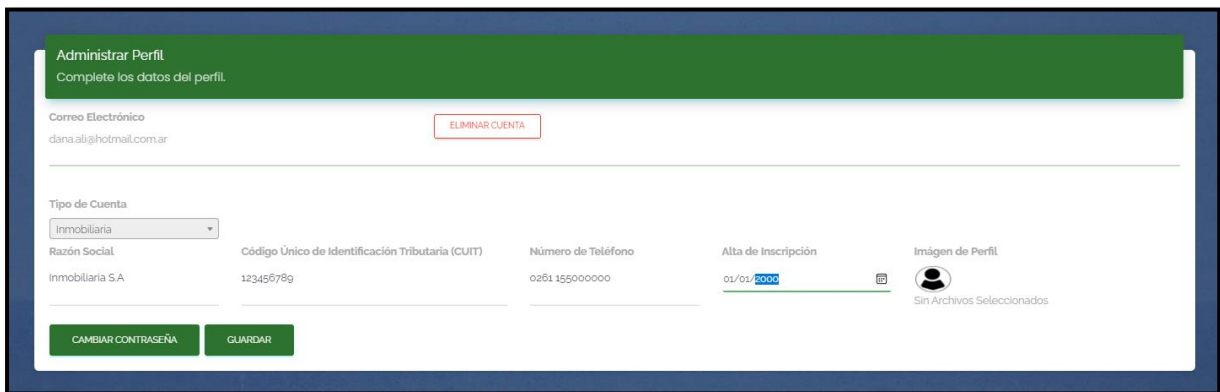 Administrar Perfil
Complete los datos del perfil.
Correo Electrónico
ELIMINAR CUENTA
dana.ali@hotmail.com.ar
Tipo de Cuenta
Inmobiliaria
Razón Social
Código Único de Identificación Tributaria (CUIT)
Número de Teléfono
Alta de Inscripción
Imágen de Perfil
Inmobiliaria S.A
123456789
0261 155000000
01/01/2000
Sin Archivos Seleccionados
CAMBIAR CONTRASEÑA
GUARDAR